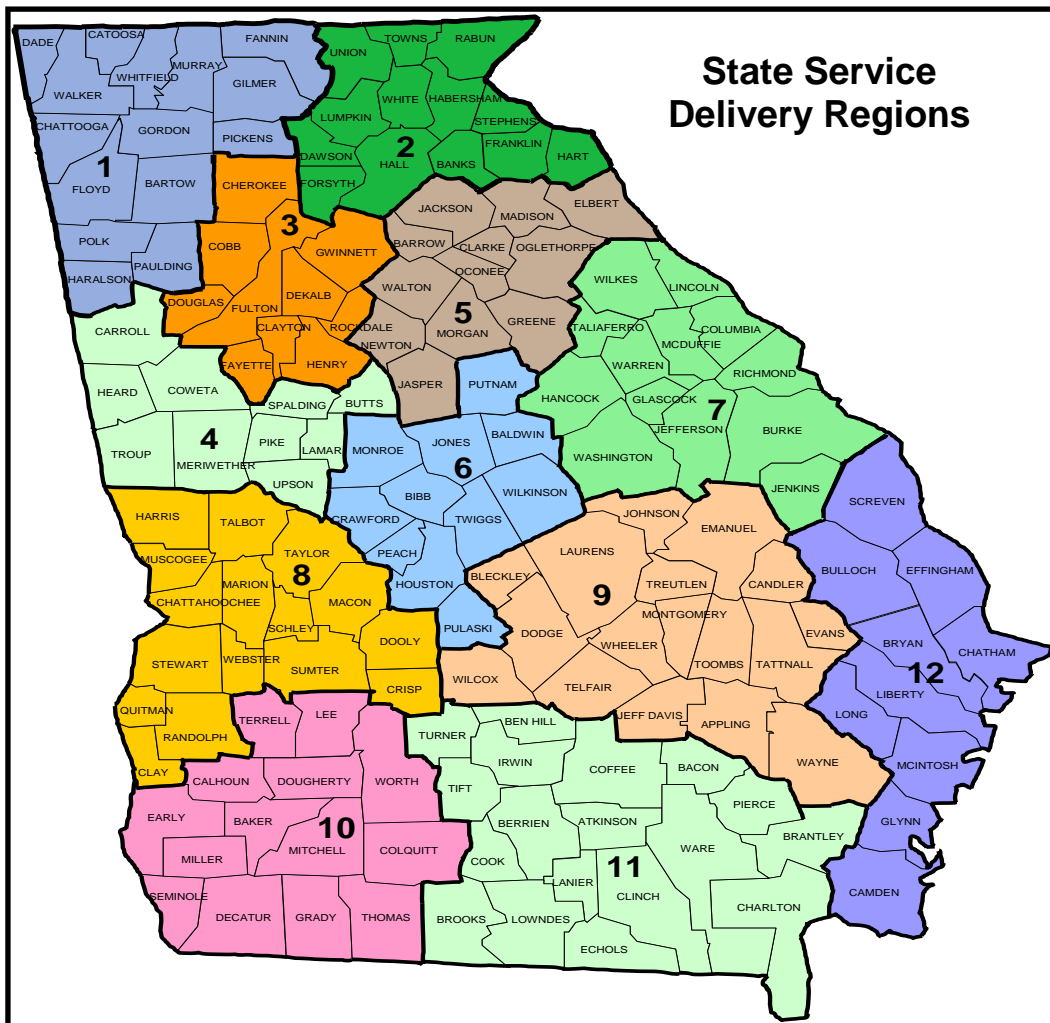 State Service
Delivery Regions
DADE
CATOOSA
FANNIN
WHITFIELD
MURRAY
WALKER
GILMER
CHATTOOGA
GORDON
PICKENS
1
FLOYD
BARTOW
POLK
PAULDING
HARALSON
UNION
TOWNS
RABUN
WHITE
HABERSHAM
LUMPKIN
STEPHENS
DAWSON
2
HALL
BANKS
FRANKLIN
HART
FORSYTH
CHEROKEE
3
COBB
GWINNETT
DOUGLAS
FULTON
DEKALB
CLAYTON
ROCKDALE
FAYETTE
HENRY
CARROLL
HEARD
COWETA
SPALDING
BUTTS
TROUP
4
MERIWETHER
PIKE
LAMAR
UPSON
JACKSON
MADISON
ELBERT
BARROW
CLARKE
OGLETHORPE
OCONEE
WALTON
5
MORGAN
GREENE
NEWTON
JASPER
PUTNAM
MONROE
JONES
BALDWIN
6
BIBB
WILKINSON
CRAWFORD
TWIGGS
PEACH
HOUSTON
PULASKI
WILKES
LINCOLN
TALIAFERRO
COLUMBIA
MCDUFFIE
WARREN
RICHMOND
HANCOCK
GLASCOCK
7
JEFFERSON
BURKE
WASHINGTON
JENKINS
HARRIS
TALBOT
MUSCOGEE
TAYLOR
8
MARION
CHATTAHOOCHEE
MACON
SCHLEY
DOOLY
STEWART
WEBSTER
SUMTER
CRISP
QUITMAN
RANDOLPH
CLAY
JOHNSON
EMANUEL
LAURENS
BLECKLEY
TREUTLEN
CANDLER
9
MONTGOMERY
DODGE
WHEELER
EVANS
TOOMBS
TATTNALL
WILCOX
TELFAIR
JEFF DAVIS
APPLING
WAYNE
TERRELL
LEE
CALHOUN
DOUGHERTY
WORTH
EARLY
BAKER
10
MITCHELL
COLQUITT
MILLER
SEMINOLE
DECATUR
GRADY
THOMAS
TURNER
BEN HILL
IRWIN
COFFEE
BACON
TIFT
PIERCE
BERRIEN
ATKINSON
WARE
BRANTLEY
COOK
11
LANIER
CLINCH
CHARLTON
BROOKS
LOWNDES
ECHOLS
SCREVEN
BULLOCH
EFFINGHAM
BRYAN
CHATHAM
12
LIBERTY
LONG
MCINTOSH
GLYNN
CAMDEN